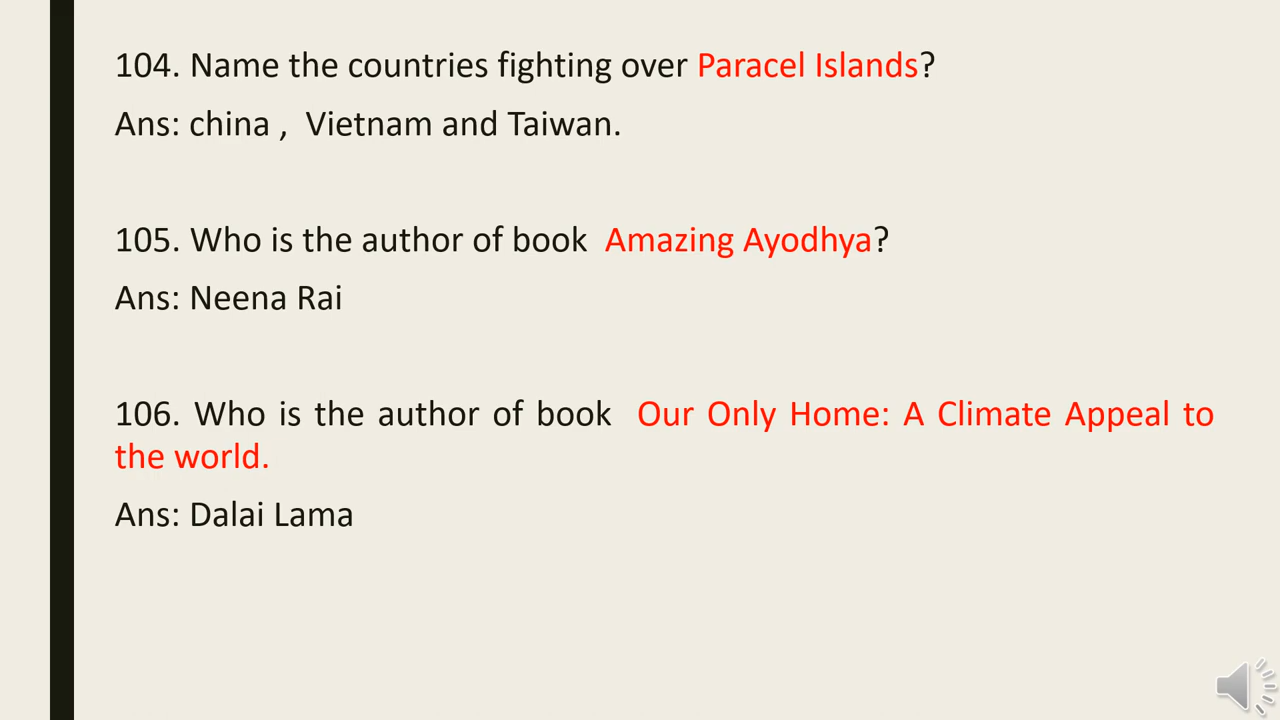 104. Name the countries fighting over Paracel Islands?
Ans: china , Vietnam and Taiwan.
105. Who is the author of book Amazing Ayodhya?
Ans: Neena Rai
106. Who is the author of book Our Only Home: A Climate Appeal to
the world.
Ans: Dalai Lama